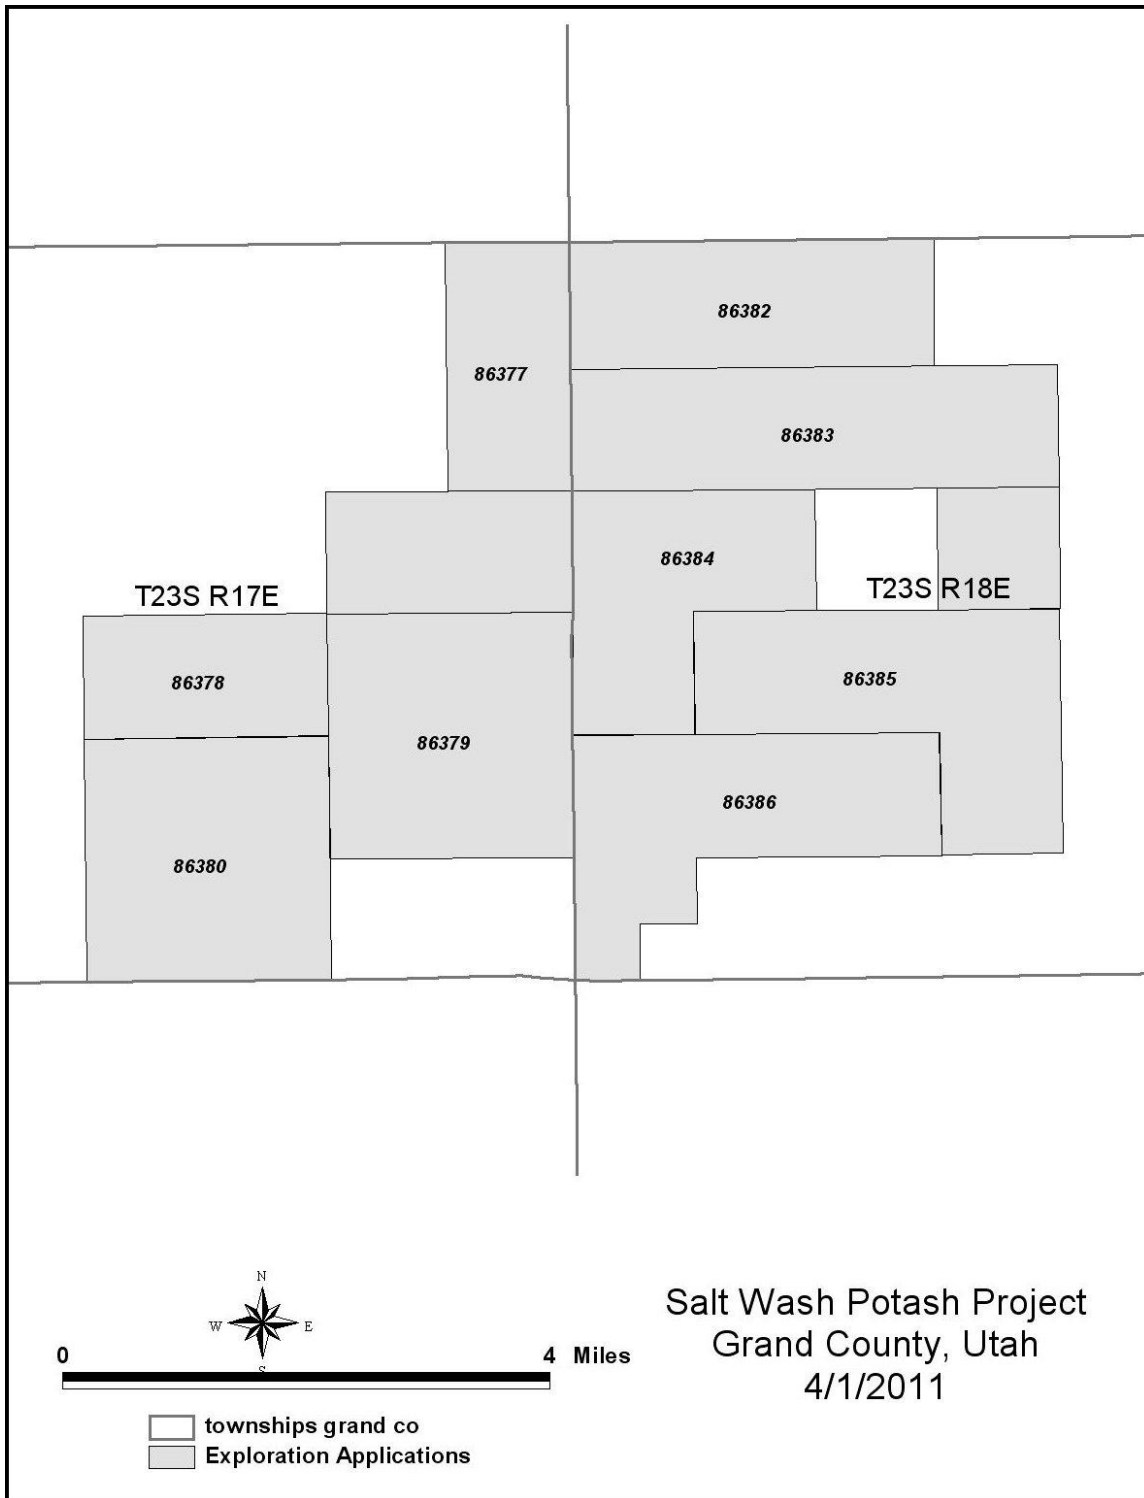 86382
86377
86383
86384
T23S R17E
T23S R18E
86378
86385
86379
86386
86380
N
W
E
S
0
4 Miles
Salt Wash Potash Project
Grand County, Utah
4/1/2011
townships grand co
Exploration Applications